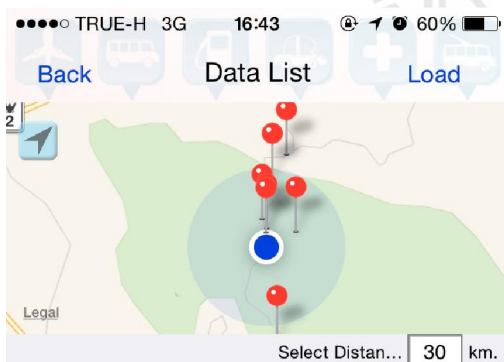 TRUE-H 3G 16:43 60%
Back Data List Load
2
Legal
Select Distan... 30 km.